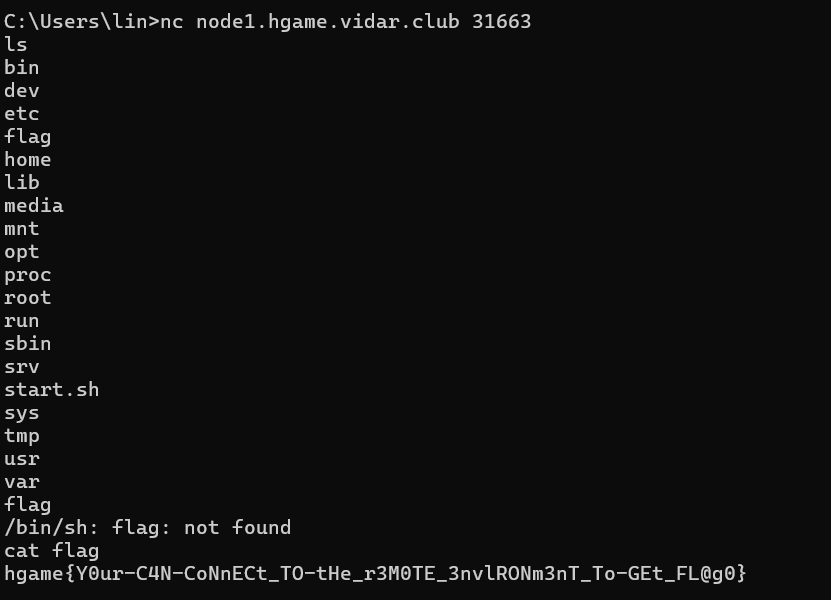 C:\Users\lin>nc node1.hgame.vidar.club 31663
ls
bin
dev
etc
flag
home
lib
media
mnt
opt
proc
root
run
sbin
srv
start.sh
sys
tmp
usr
var
flag
/bin/sh: flag: not found
cat flag
hgame{Y0ur-C4N-CoNnECt_TO-tHe_r3M0TE_3nvlRONm3nT_To-GEt_FL@g0}